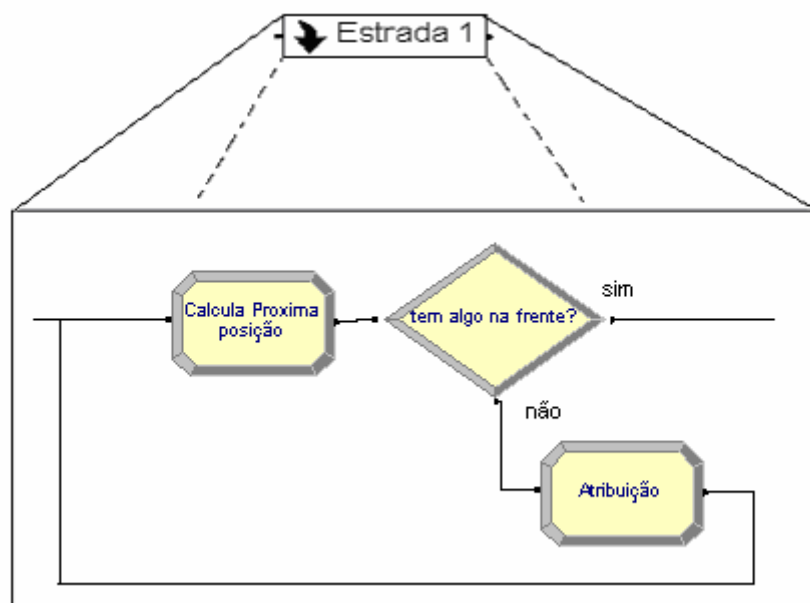 Estrada 1
Calcula Proxima
posição
tem algo na frente?
sim
não
Atribuição